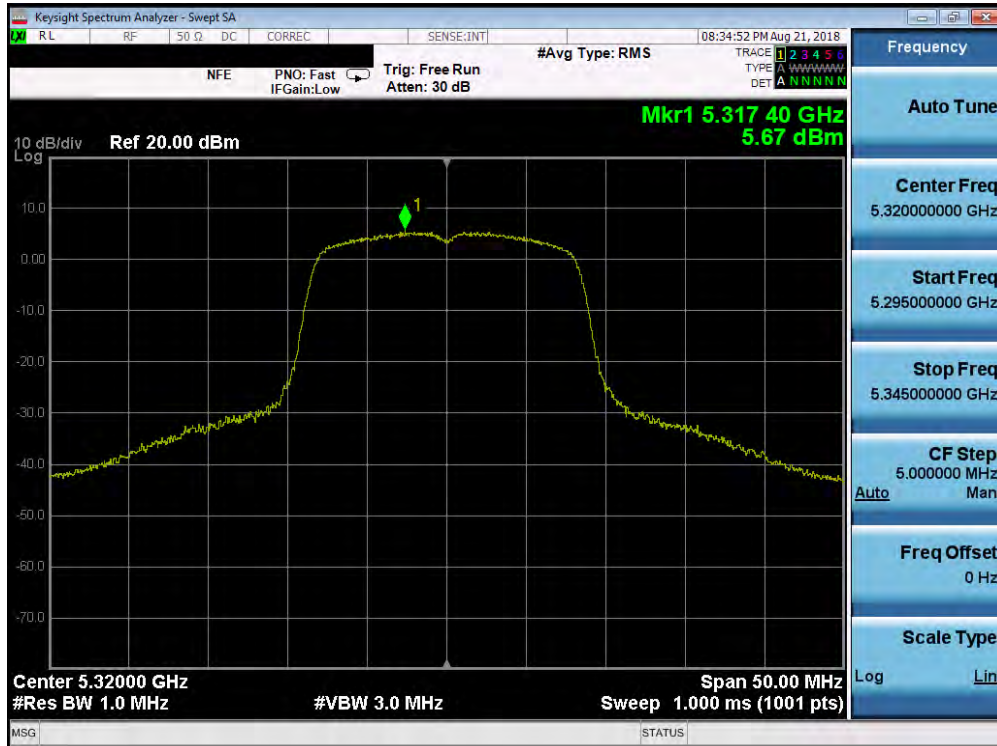 Keysight Spectrum Analyzer - Swept SA
LXI RL RF 50 Ω DC CORREC SENSE:INT 08:34:52 PM Aug 21, 2018
#Avg Type: RMS TRACE 1 2 3 4 5 6
NFE PNO: Fast Trig: Free Run TYPE A WWWWW
IFGain:Low Atten: 30 dB DET A N N N N N
Mkr1 5.317 40 GHz
5.67 dBm
10 dB/div Ref 20.00 dBm
Log
1
10.0
0.00
-10.0
-20.0
-30.0
-40.0
-50.0
-60.0
-70.0
Center 5.32000 GHz Span 50.00 MHz
#Res BW 1.0 MHz #VBW 3.0 MHz Sweep 1.000 ms (1001 pts)
MSG STATUS
Frequency
Auto Tune
Center Freq
5.320000000 GHz
Start Freq
5.295000000 GHz
Stop Freq
5.345000000 GHz
CF Step
5.000000 MHz
Auto Man
Freq Offset
0 Hz
Scale Type
Log Lin